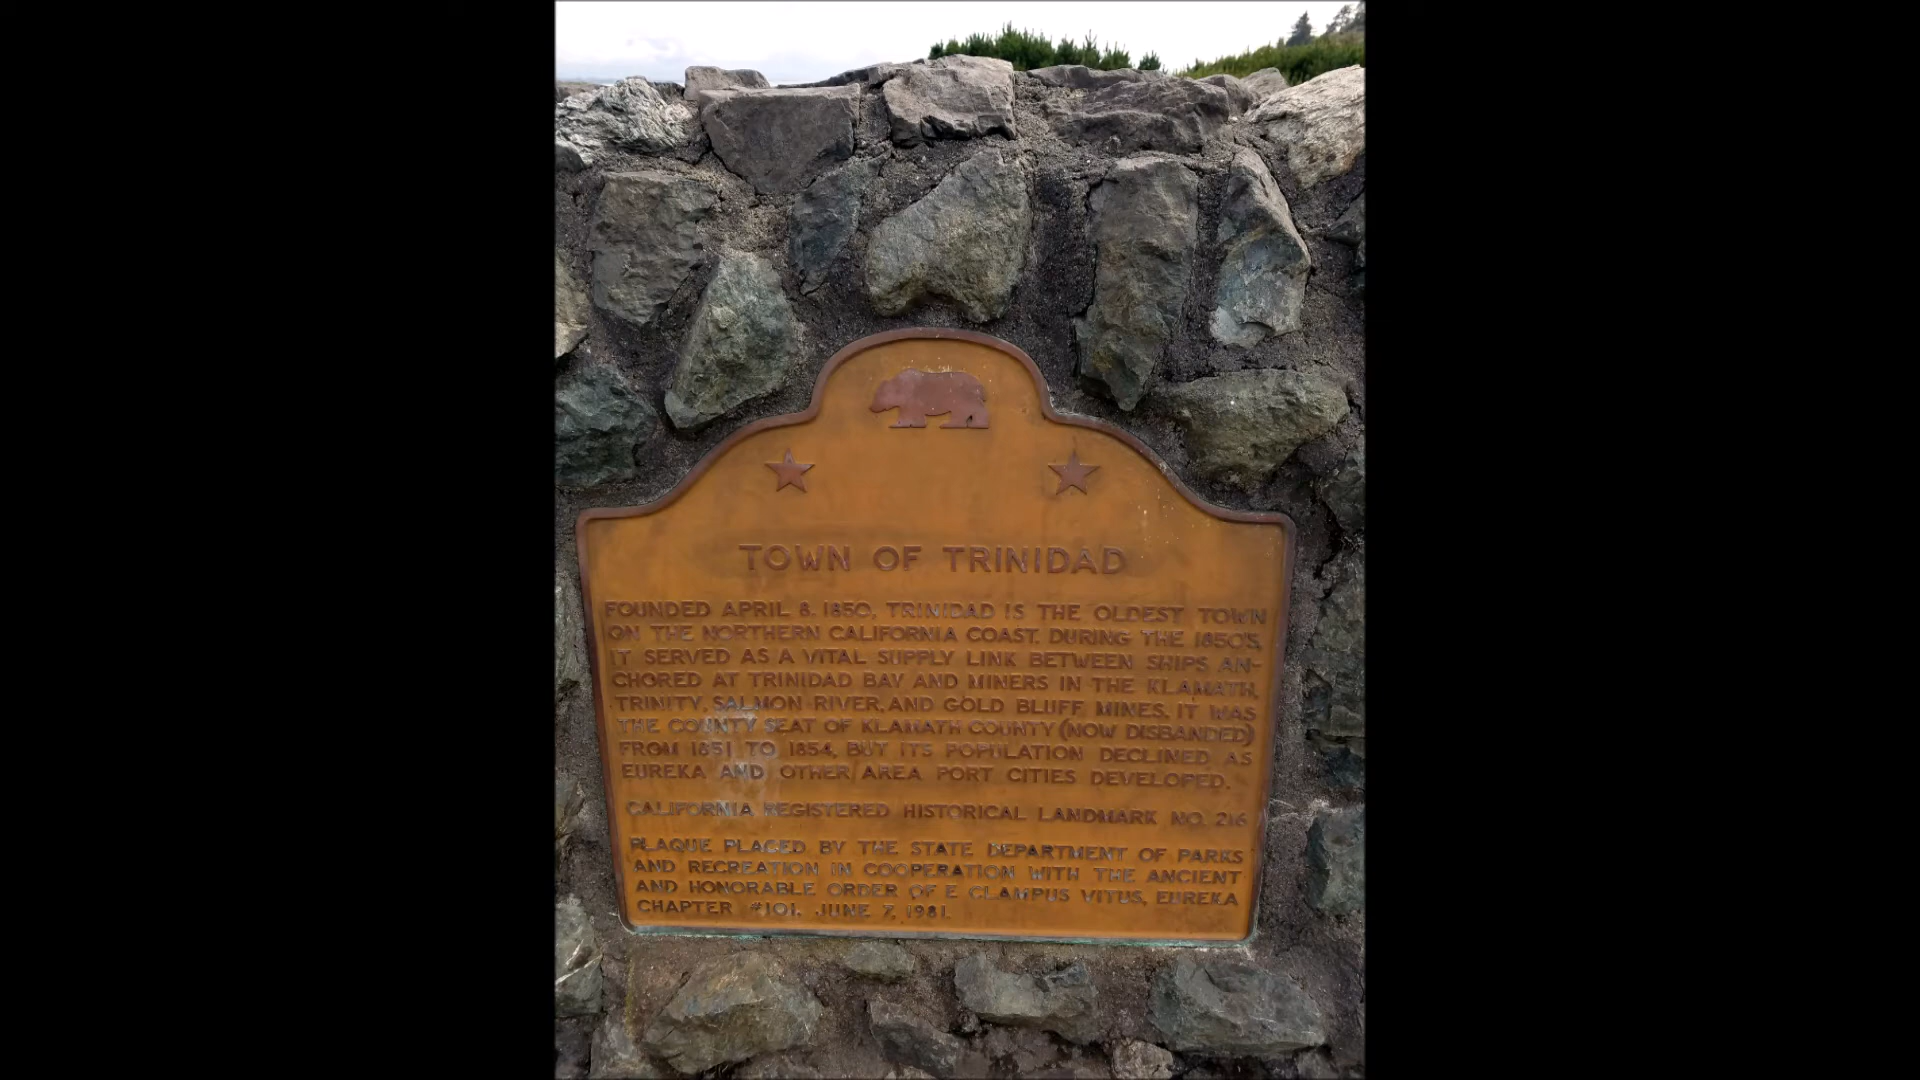 TOWN OF TRINIDAD
FOUNDED APRIL 8, 1850, TRINIDAD IS THE OLDEST TOWN
ON THE NORTHERN CALIFORNIA COAST. DURING THE 1850'S,
IT SERVED AS A VITAL SUPPLY LINK BETWEEN SHIPS AN-
CHORED AT TRINIDAD BAY AND MINERS IN THE KLAMATH,
TRINITY, SALMON RIVER, AND GOLD BLUFF MINES. IT WAS
THE COUNTY SEAT OF KLAMATH COUNTY (NOW DISBANDED)
FROM 1851 TO 1854, BUT ITS POPULATION DECLINED AS
EUREKA AND OTHER AREA PORT CITIES DEVELOPED.
CALIFORNIA REGISTERED HISTORICAL LANDMARK NO. 216
PLAQUE PLACED BY THE STATE DEPARTMENT OF PARKS
AND RECREATION IN COOPERATION WITH THE ANCIENT
AND HONORABLE ORDER OF E CLAMPUS VITUS, EUREKA
CHAPTER #101, JUNE 7, 1981.